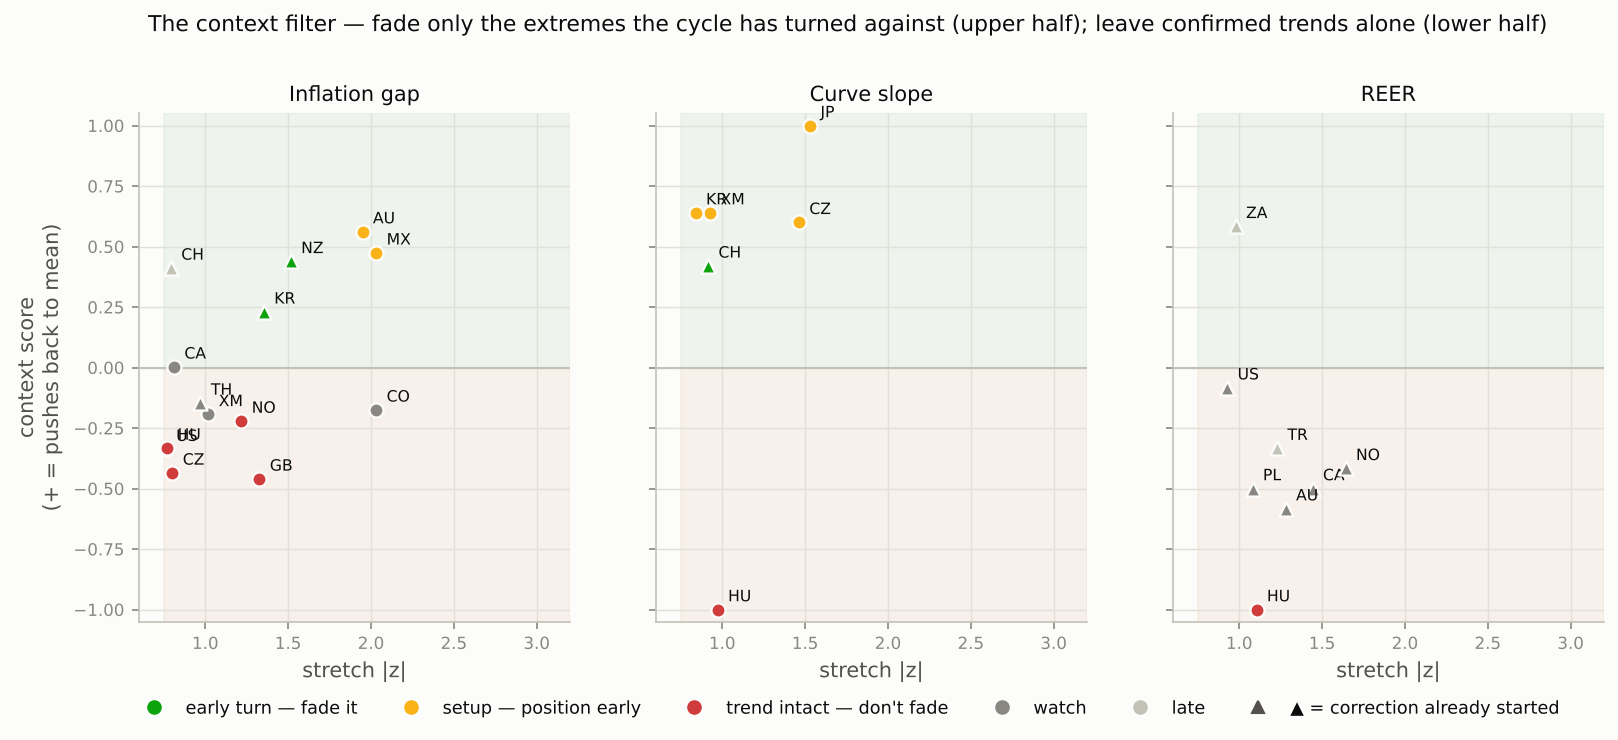 The context filter — fade only the extremes the cycle has turned against (upper half); leave confirmed trends alone (lower half)
context score
(+ = pushes back to mean)
Inflation gap
1.00
0.75
0.50
0.25
0.00
−0.25
−0.50
−0.75
−1.00
AU
MX
NZ
CH
KR
CA
TH
XM
NO
CO
HU
US
CZ
GB
1.0 1.5 2.0 2.5 3.0
stretch |z|
Curve slope
JP
KR
XM
CZ
CH
HU
1.0 1.5 2.0 2.5 3.0
stretch |z|
REER
ZA
US
TR
NO
PL
CA
AU
HU
1.0 1.5 2.0 2.5 3.0
stretch |z|
early turn — fade it
setup — position early
trend intact — don't fade
watch
late
▲ = correction already started